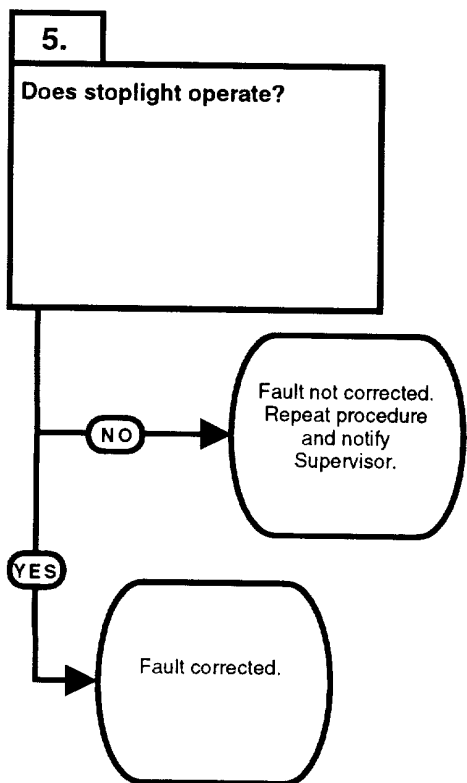 5.
Does stoplight operate?
Fault not corrected.
Repeat procedure
and notify
Supervisor.
NO
YES
Fault corrected.